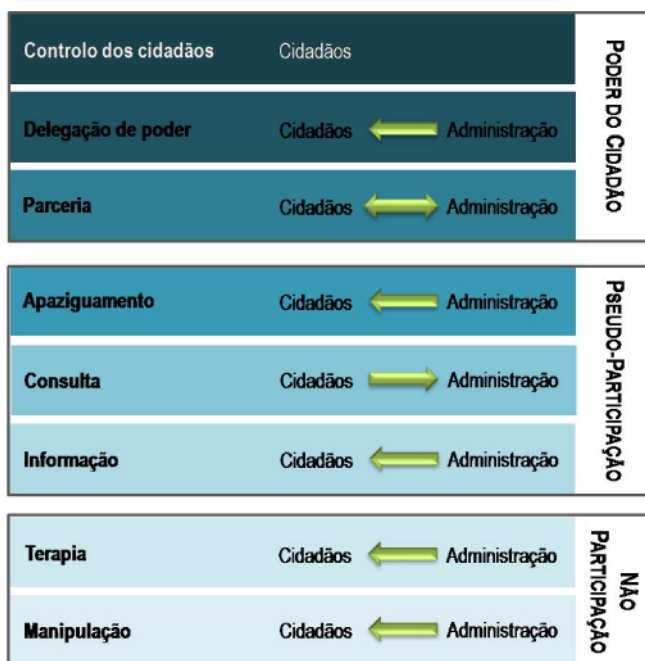 Controlo dos cidadãos Cidadãos
Delegação de poder Cidadãos Administração
Parceria Cidadãos Administração
PODER DO CIDADÃO
Apaziguamento Cidadãos Administração
Consulta Cidadãos Administração
Informação Cidadãos Administração
PSEUDO-PARTICIPAÇÃO
Terapia Cidadãos Administração
Manipulação Cidadãos Administração
NÃO
PARTICIPAÇÃO